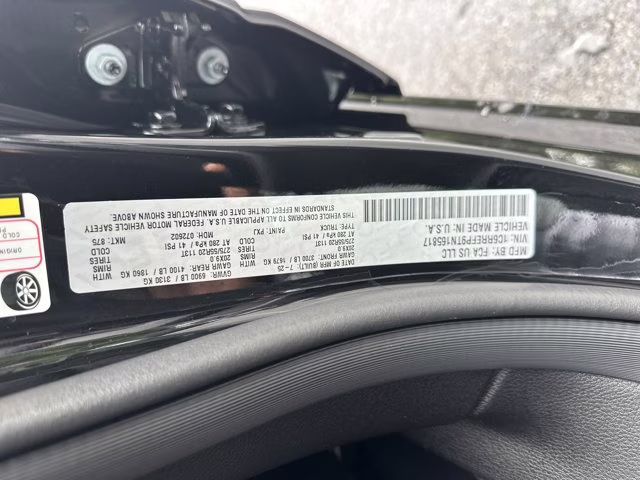 MFD BY: FCA US LLC
VIN: 1C6RREFP9TN165817
VEHICLE MADE IN: U.S.A.
DATE OF MFR (BUILT): 7-25 GVWR: 6900 LB 3130 KG
GAWR FRONT: 3700 LB 1679 KG WITH GAWR REAR: 4100 LB 1860 KG WITH
20X9.0 RIMS 20X9.0 RIMS
275/55R20 113T TIRES 275/55R20 113T TIRES
AT 280 kPa / 41 PSI COLD AT 280 kPa / 41 PSI COLD
TYPE: TRUCK PAINT: PXJ MDH: 072602 MKT:
THIS VEHICLE CONFORMS TO ALL APPLICABLE U.S.A. FEDERAL MOTOR VEHICLE SAFETY
STANDARDS IN EFFECT ON THE DATE OF MANUFACTURE SHOWN ABOVE.